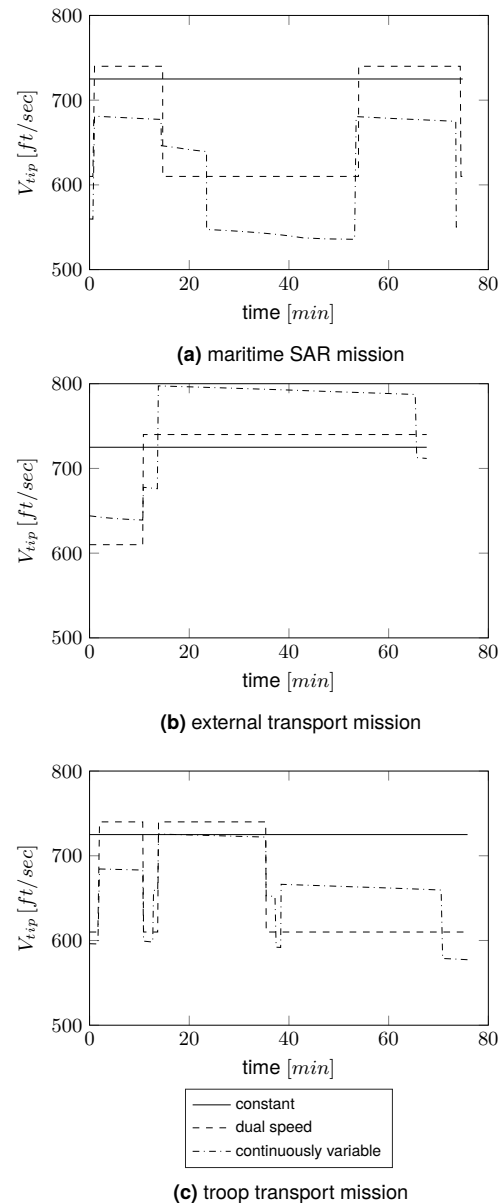 800
700
600
500
V_tip [ft/sec]
0 20 40 60 80
time [min]
(a) maritime SAR mission
800
700
600
500
V_tip [ft/sec]
0 20 40 60 80
time [min]
(b) external transport mission
800
700
600
500
V_tip [ft/sec]
0 20 40 60 80
time [min]
constant
dual speed
continuously variable
(c) troop transport mission